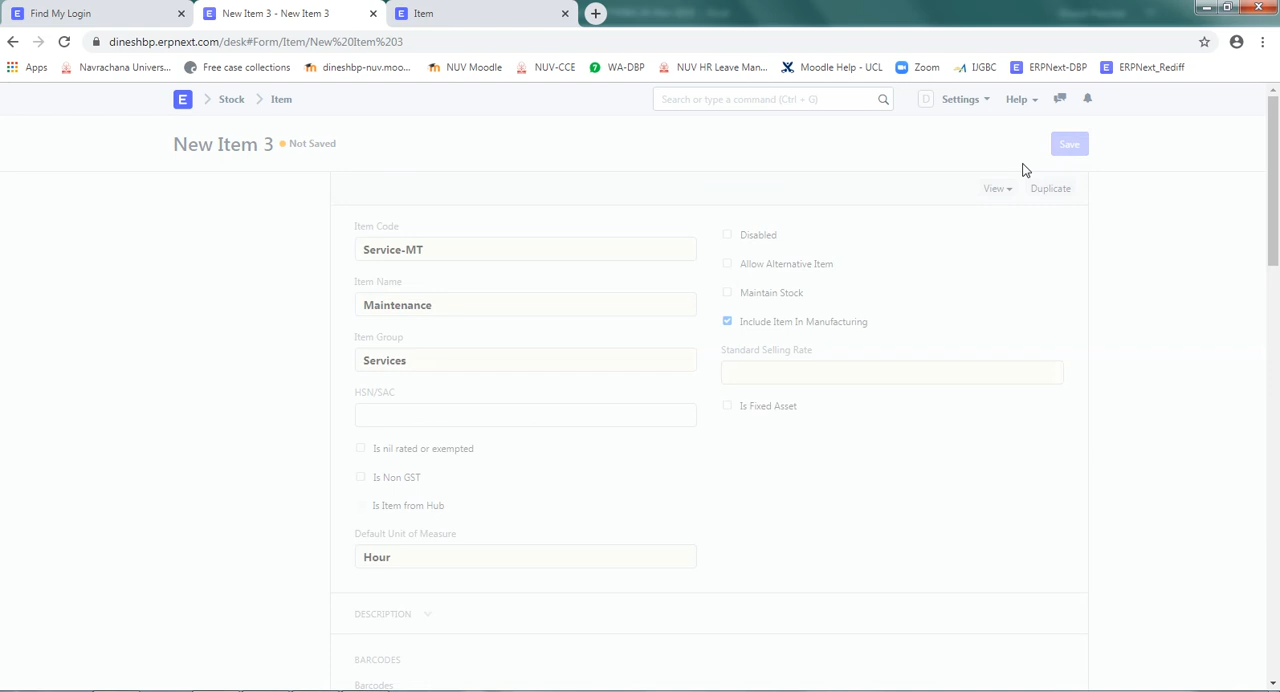 Find My Login
New Item 3 - New Item 3
Item
dineshbp.erpnext.com/desk#Form/Item/New%20Item%203
Apps
Navrachana Univers...
Free case collections
dineshbp-nuv.moo...
NUV Moodle
NUV-CCE
WA-DBP
NUV HR Leave Man...
Moodle Help - UCL
Zoom
IJGBC
ERPNext-DBP
ERPNext_Rediff
E
Stock
Item
Search or type a command (Ctrl + G)
D
Settings
Help
New Item 3
Not Saved
Save
View
Duplicate
Item Code
Service-MT
Item Name
Maintenance
Item Group
Services
HSN/SAC
Is nil rated or exempted
Is Non GST
Is Item from Hub
Default Unit of Measure
Hour
Disabled
Allow Alternative Item
Maintain Stock
Include Item In Manufacturing
Standard Selling Rate
Is Fixed Asset
DESCRIPTION
BARCODES
Barcodes